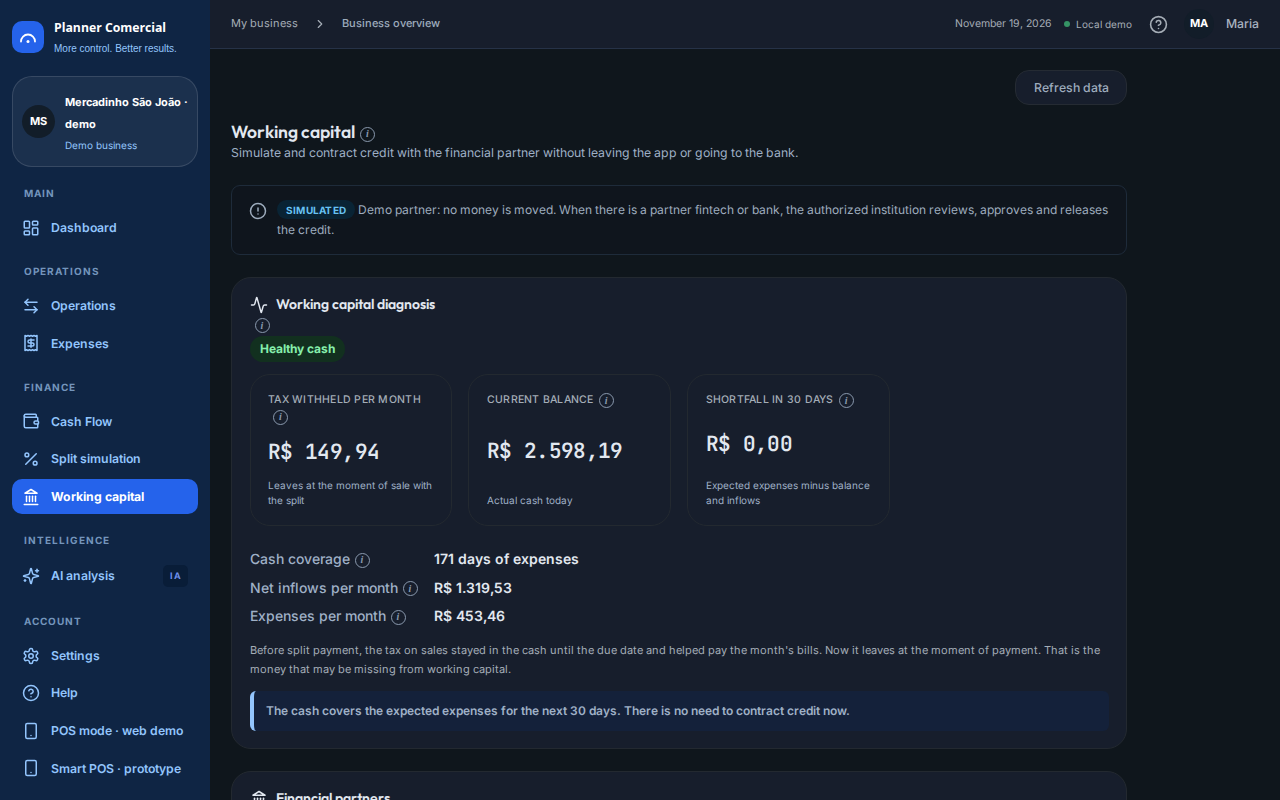 Planner Comercial
More control. Better results.
MS
Mercadinho São João ·
demo
Demo business
MAIN
Dashboard
OPERATIONS
Operations
Expenses
FINANCE
Cash Flow
Split simulation
Working capital
INTELLIGENCE
AI analysis
IA
ACCOUNT
Settings
Help
POS mode · web demo
Smart POS · prototype
My business
Business overview
November 19, 2026
Local demo
MA
Maria
Refresh data
Working capital i
Simulate and contract credit with the financial partner without leaving the app or going to the bank.
SIMULATED Demo partner: no money is moved. When there is a partner fintech or bank, the authorized institution reviews, approves and releases
the credit.
Working capital diagnosis
i
Healthy cash
TAX WITHHELD PER MONTH
i
R$ 149,94
Leaves at the moment of sale with
the split
CURRENT BALANCE i
R$ 2.598,19
Actual cash today
SHORTFALL IN 30 DAYS i
R$ 0,00
Expected expenses minus balance
and inflows
Cash coverage i 171 days of expenses
Net inflows per month i R$ 1.319,53
Expenses per month i R$ 453,46
Before split payment, the tax on sales stayed in the cash until the due date and helped pay the month's bills. Now it leaves at the moment of payment. That is the
money that may be missing from working capital.
The cash covers the expected expenses for the next 30 days. There is no need to contract credit now.
Financial partners